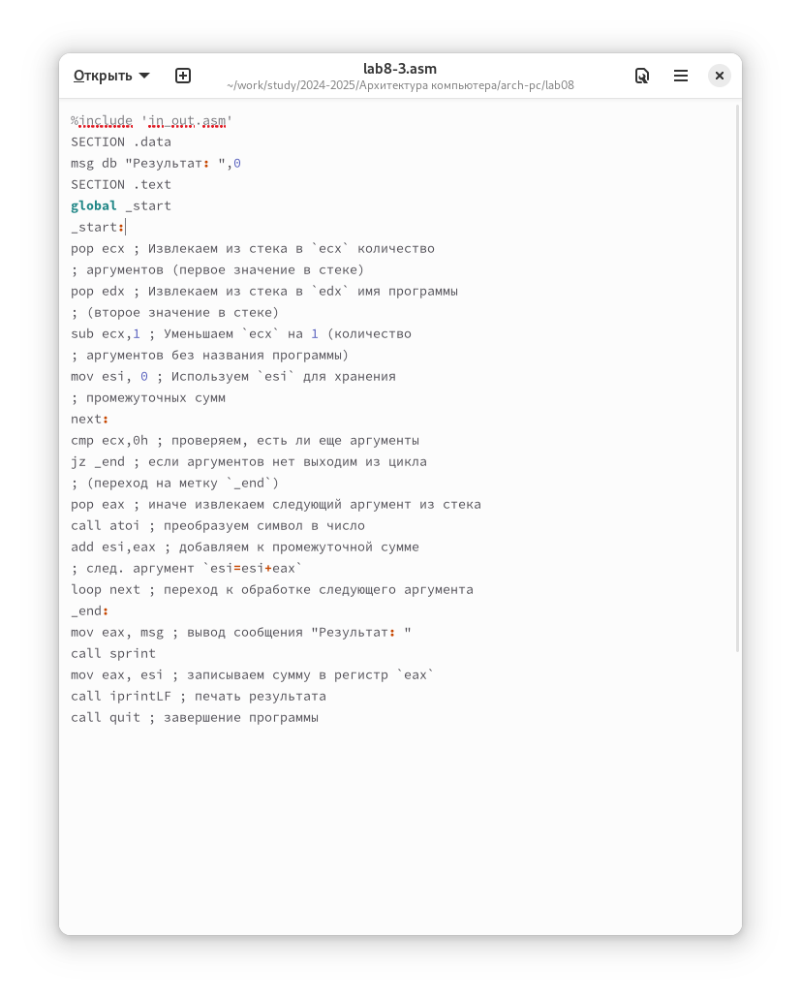 Открыть
lab8-3.asm
~/work/study/2024-2025/Архитектура компьютера/arch-pc/lab08
%include 'in_out.asm'
SECTION .data
msg db "Результат: ",0
SECTION .text
global _start
_start:
pop ecx ; Извлекаем из стека в `ecx` количество
; аргументов (первое значение в стеке)
pop edx ; Извлекаем из стека в `edx` имя программы
; (второе значение в стеке)
sub ecx,1 ; Уменьшаем `ecx` на 1 (количество
; аргументов без названия программы)
mov esi, 0 ; Используем `esi` для хранения
; промежуточных сумм
next:
cmp ecx,0h ; проверяем, есть ли еще аргументы
jz _end ; если аргументов нет выходим из цикла
; (переход на метку `_end`)
pop eax ; иначе извлекаем следующий аргумент из стека
call atoi ; преобразуем символ в число
add esi,eax ; добавляем к промежуточной сумме
; след. аргумент `esi=esi+eax`
loop next ; переход к обработке следующего аргумента
_end:
mov eax, msg ; вывод сообщения "Результат: "
call sprint
mov eax, esi ; записываем сумму в регистр `eax`
call iprintLF ; печать результата
call quit ; завершение программы